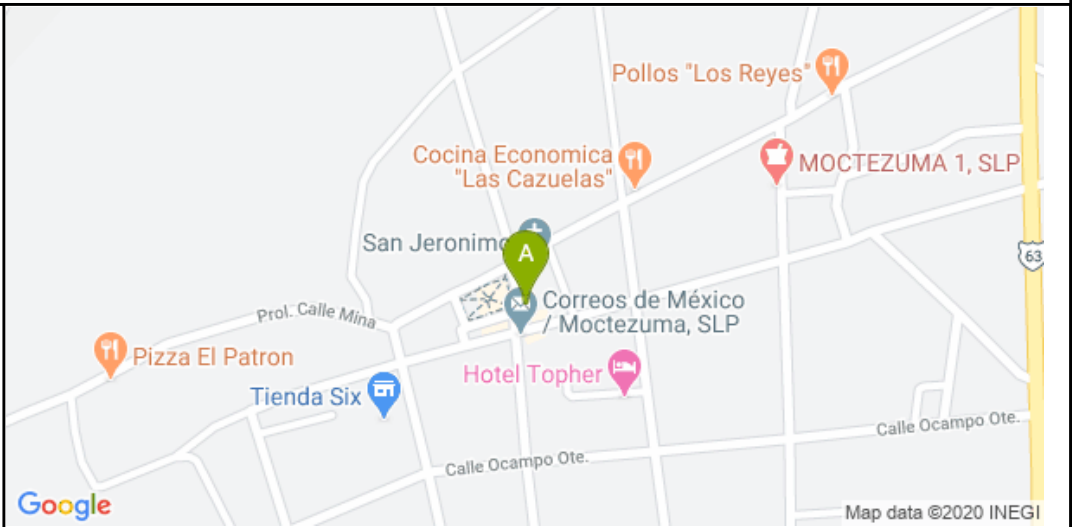 Pollos "Los Reyes"
Cocina Economica
"Las Cazuelas"
MOCTEZUMA 1, SLP
San Jeronimo
A
63
Correos de México
/ Moctezuma, SLP
Prol. Calle Mina
Pizza El Patron
Hotel Topher
Tienda Six
Calle Ocampo Ote.
Calle Ocampo Ote.
Google
Map data ©2020 INEGI